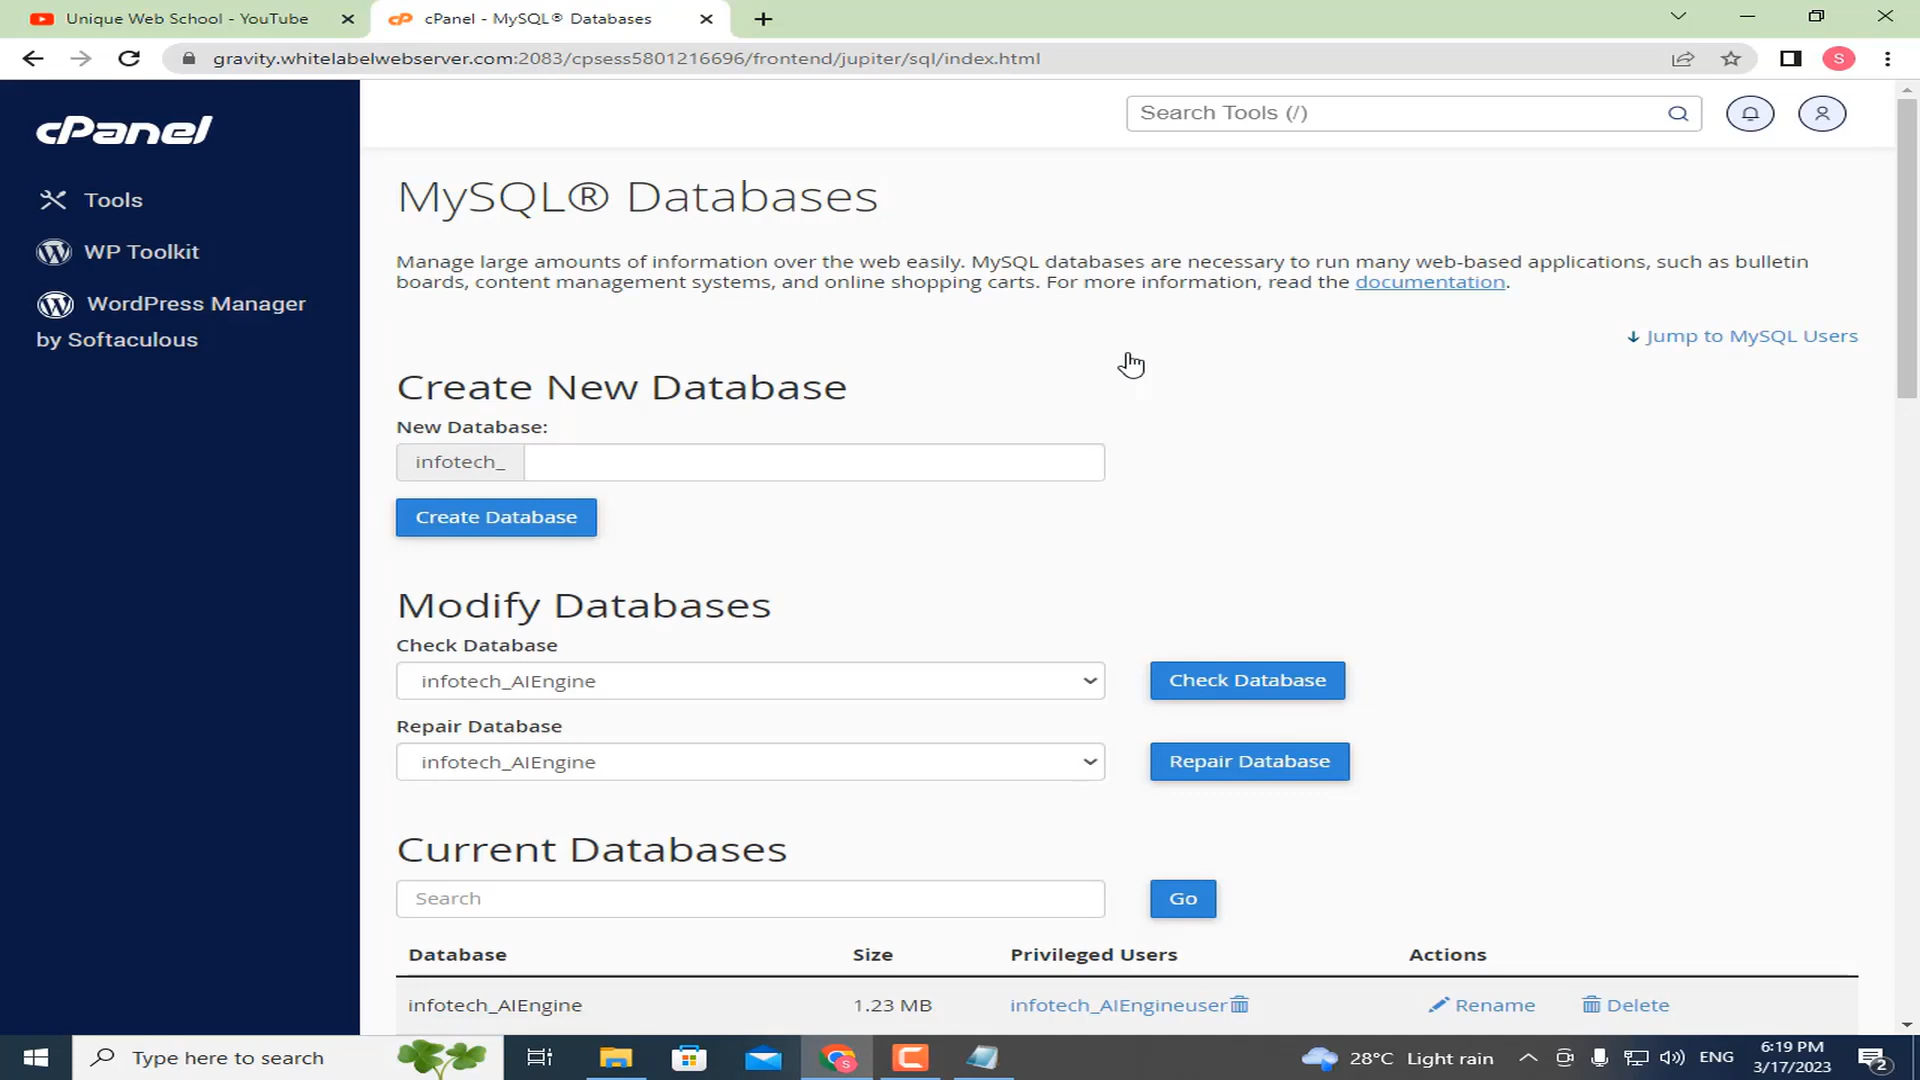 Unique Web School - YouTube
cPanel - MySQL® Databases
gravity.whitelabelwebserver.com:2083/cpsess5801216696/frontend/jupiter/sql/index.html
S
cPanel
Search Tools (/)
Tools
WP Toolkit
WordPress Manager
by Softaculous
MySQL® Databases
Manage large amounts of information over the web easily. MySQL databases are necessary to run many web-based applications, such as bulletin
boards, content management systems, and online shopping carts. For more information, read the documentation.
Jump to MySQL Users
Create New Database
New Database:
infotech_
Create Database
Modify Databases
Check Database
infotech_AIEngine
Check Database
Repair Database
infotech_AIEngine
Repair Database
Current Databases
Search
Go
Database Size Privileged Users Actions
infotech_AIEngine 1.23 MB infotech_AIEngineuser Rename Delete
Type here to search
S
28°C Light rain
ENG
6:19 PM
3/17/2023
2